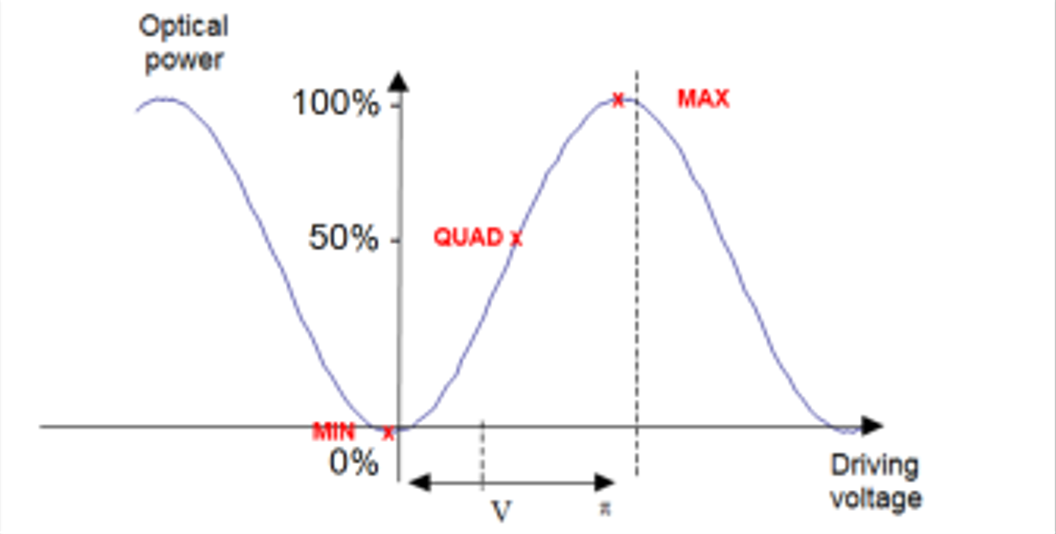 Optical
power
100%
MAX
QUAD x
50%
MIN x
0%
x
Driving
voltage
V π